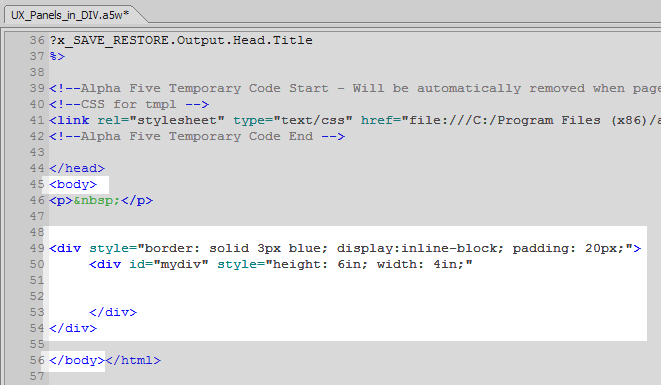 UX_Panels_in_DIV.a5w*
36 ?x_SAVE_RESTORE.Output.Head.Title
37 %>
38
39 <!--Alpha Five Temporary Code Start - Will be automatically removed when page
40 <!--CSS for tmpl -->
41 <link rel="stylesheet" type="text/css" href="file:///C:/Program Files (x86)/a
42 <!--Alpha Five Temporary Code End -->
43
44 </head>
45 <body>
46 <p>&nbsp;</p>
47
48
49 <div style="border: solid 3px blue; display:inline-block; padding: 20px;">
50 <div id="mydiv" style="height: 6in; width: 4in;"
51
52
53 </div>
54 </div>
55
56 </body></html>
57